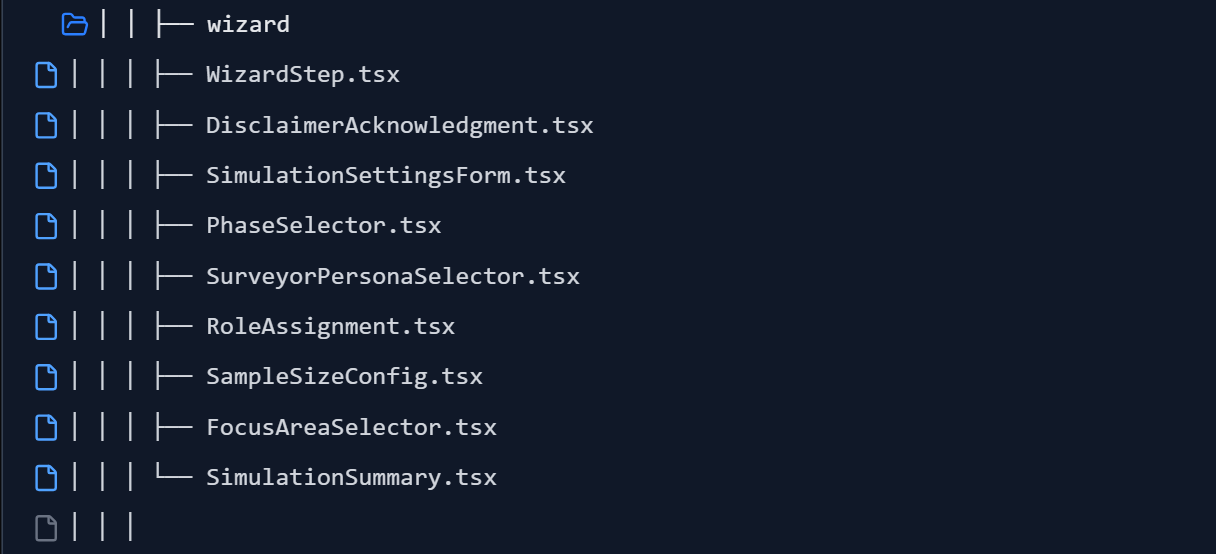 │ │ ├── wizard
│ │ │ ├── WizardStep.tsx
│ │ │ ├── DisclaimerAcknowledgment.tsx
│ │ │ ├── SimulationSettingsForm.tsx
│ │ │ ├── PhaseSelector.tsx
│ │ │ ├── SurveyorPersonaSelector.tsx
│ │ │ ├── RoleAssignment.tsx
│ │ │ ├── SampleSizeConfig.tsx
│ │ │ ├── FocusAreaSelector.tsx
│ │ │ └── SimulationSummary.tsx
│ │ │